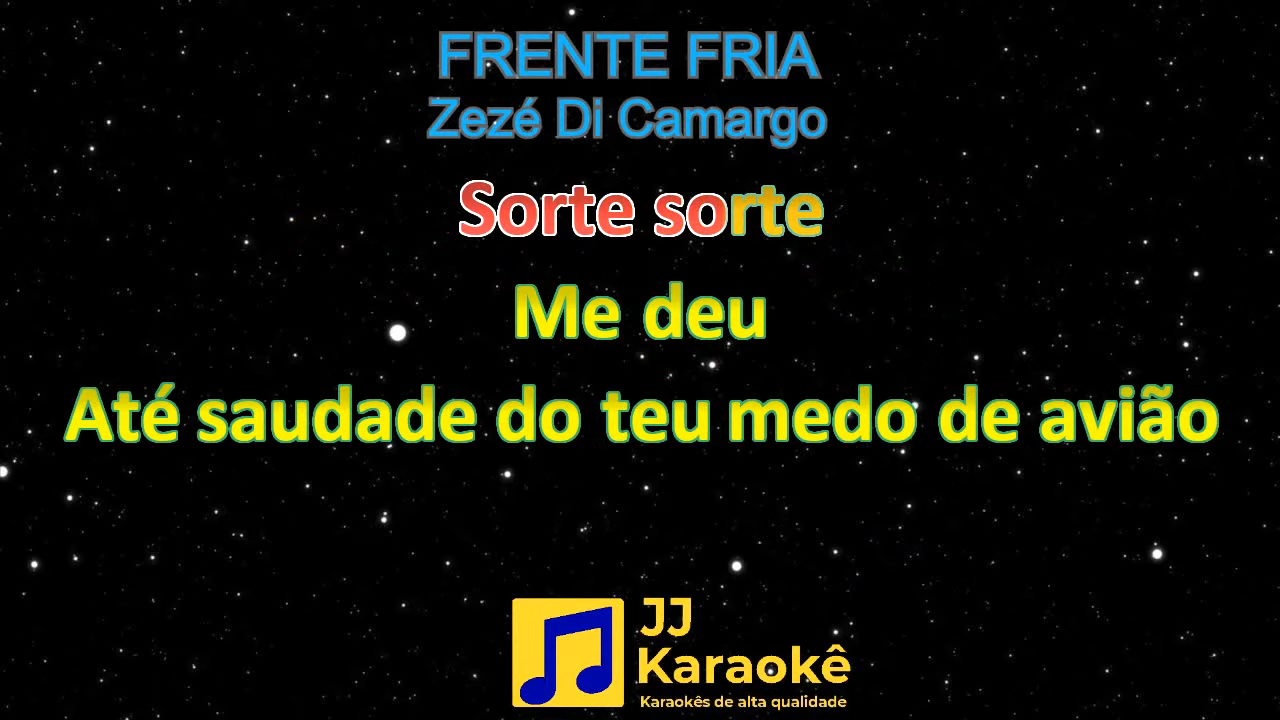 FRENTE FRIA
Zezé Di Camargo
Sorte sorte
Me deu
Até saudade do teu medo de avião
JJ
Karaokê
Karaokês de alta qualidade